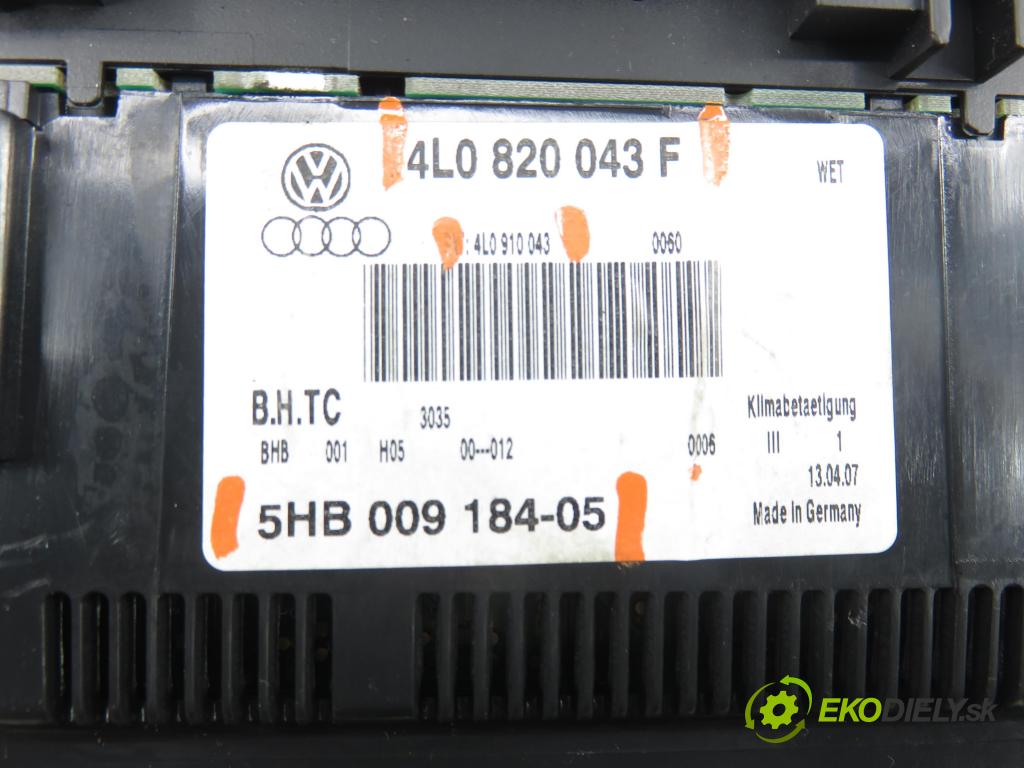 4L0 820 043 F
WET
: 4L0 910 043 0060
B.H.TC 3035
Klimabetaetigung
BHB 001 H05 00---012 0006
III 1
13.04.07
5HB 009 184-05
Made in Germany
EKODIELY.sk